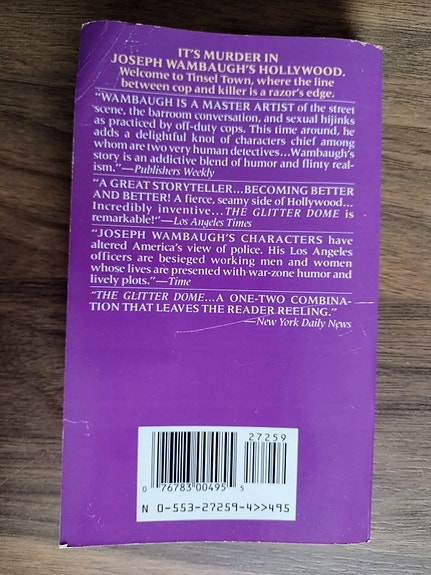 IT'S MURDER IN
JOSEPH WAMBAUGH'S HOLLYWOOD.
Welcome to Tinsel Town, where the line
between cop and killer is a razor's edge.
"WAMBAUGH IS A MASTER ARTIST of the street
scene, the barroom conversation, and sexual hijinks
as practiced by off-duty cops. This time around, he
adds a delightful knot of characters chief among
whom are two very human detectives...Wambaugh's
story is an addictive blend of humor and flinty real-
ism."—Publishers Weekly
"A GREAT STORYTELLER...BECOMING BETTER
AND BETTER! A fierce, seamy side of Hollywood...
Incredibly inventive...THE GLITTER DOME is
remarkable!"—Los Angeles Times
"JOSEPH WAMBAUGH'S CHARACTERS have
altered America's view of police. His Los Angeles
officers are besieged working men and women
whose lives are presented with war-zone humor and
lively plots."—Time
"THE GLITTER DOME...A ONE-TWO COMBINA-
TION THAT LEAVES THE READER REELING."
—New York Daily News
27259
0 76783 00495 5
N 0-553-27259-4>>495